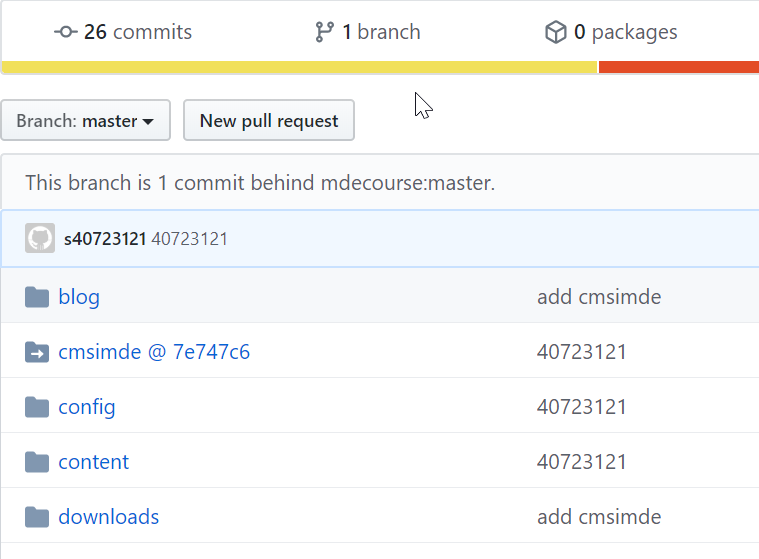 26 commits 1 branch 0 packages
Branch: master New pull request
This branch is 1 commit behind mdecourse:master.
s40723121 40723121
blog add cmsimde
cmsimde @ 7e747c6 40723121
config 40723121
content 40723121
downloads add cmsimde